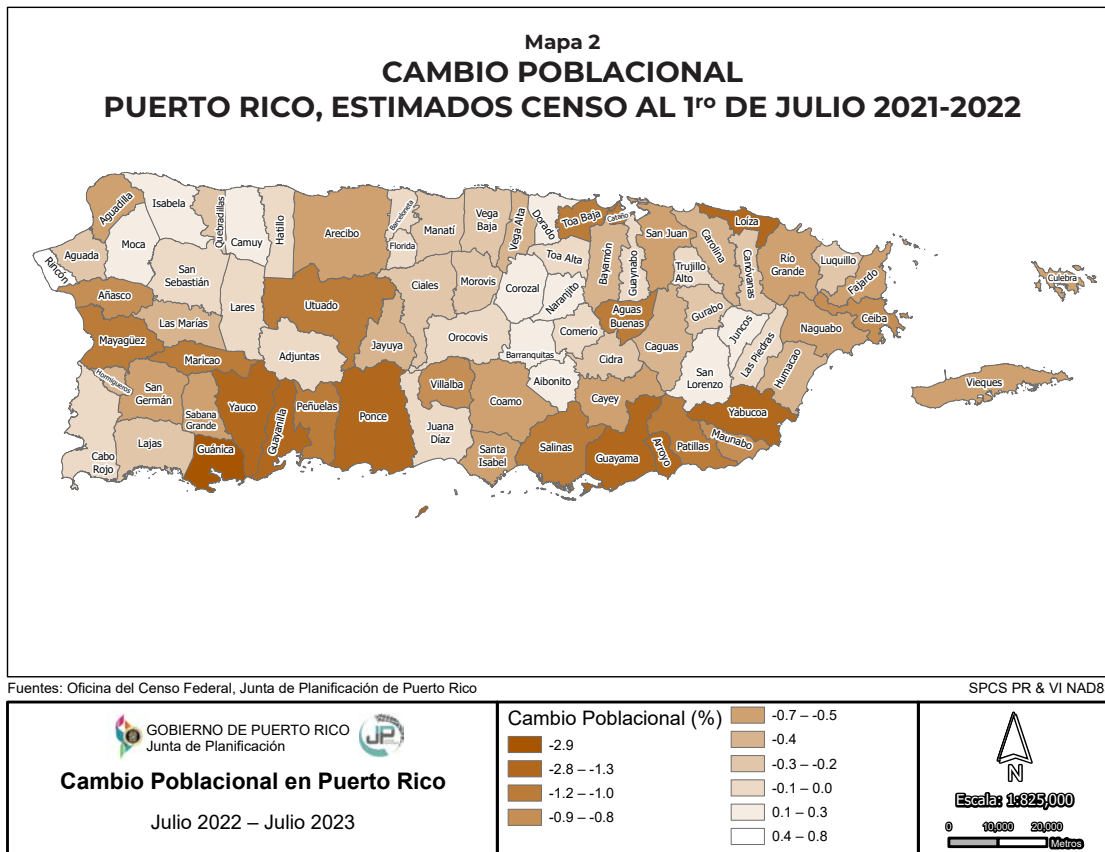 Mapa 2
CAMBIO POBLACIONAL
PUERTO RICO, ESTIMADOS CENSO AL 1ro DE JULIO 2021-2022
Aguadilla
Isabela
Quebradillas
Camuy
Hatillo
Arecibo
Barceloneta
Florida
Manatí
Vega
Baja
Vega Alta
Dorado
Toa Baja
Cataño
Toa Alta
Bayamón
Guaynabo
San Juan
Trujillo
Alto
Carolina
Canóvanas
Loíza
Río
Grande
Luquillo
Fajardo
Culebra
Rincón
Aguada
Moca
San
Sebastián
Lares
Utuado
Ciales
Morovis
Corozal
Naranjito
Aguas
Buenas
Gurabo
Juncos
Las Piedras
Naguabo
Ceiba
Añasco
Las Marías
Mayagüez
Maricao
Adjuntas
Jayuya
Orocovis
Barranquitas
Comerío
Cidra
Caguas
San
Lorenzo
Humacao
Vieques
Hormigueros
San
Germán
Sabana
Grande
Yauco
Guayanilla
Peñuelas
Ponce
Villalba
Juana
Díaz
Coamo
Aibonito
Cayey
Yabucoa
Cabo
Rojo
Lajas
Guánica
Santa
Isabel
Salinas
Guayama
Arroyo
Patillas
Maunabo
Fuentes: Oficina del Censo Federal, Junta de Planificación de Puerto Rico
SPCS PR & VI NAD8
GOBIERNO DE PUERTO RICO
Junta de Planificación
JP
Cambio Poblacional en Puerto Rico
Julio 2022 – Julio 2023
Cambio Poblacional (%)
-2.9
-2.8 – -1.3
-1.2 – -1.0
-0.9 – -0.8
-0.7 – -0.5
-0.4
-0.3 – -0.2
-0.1 – 0.0
0.1 – 0.3
0.4 – 0.8
N
Escala: 1:825,000
0 10,000 20,000
Metros